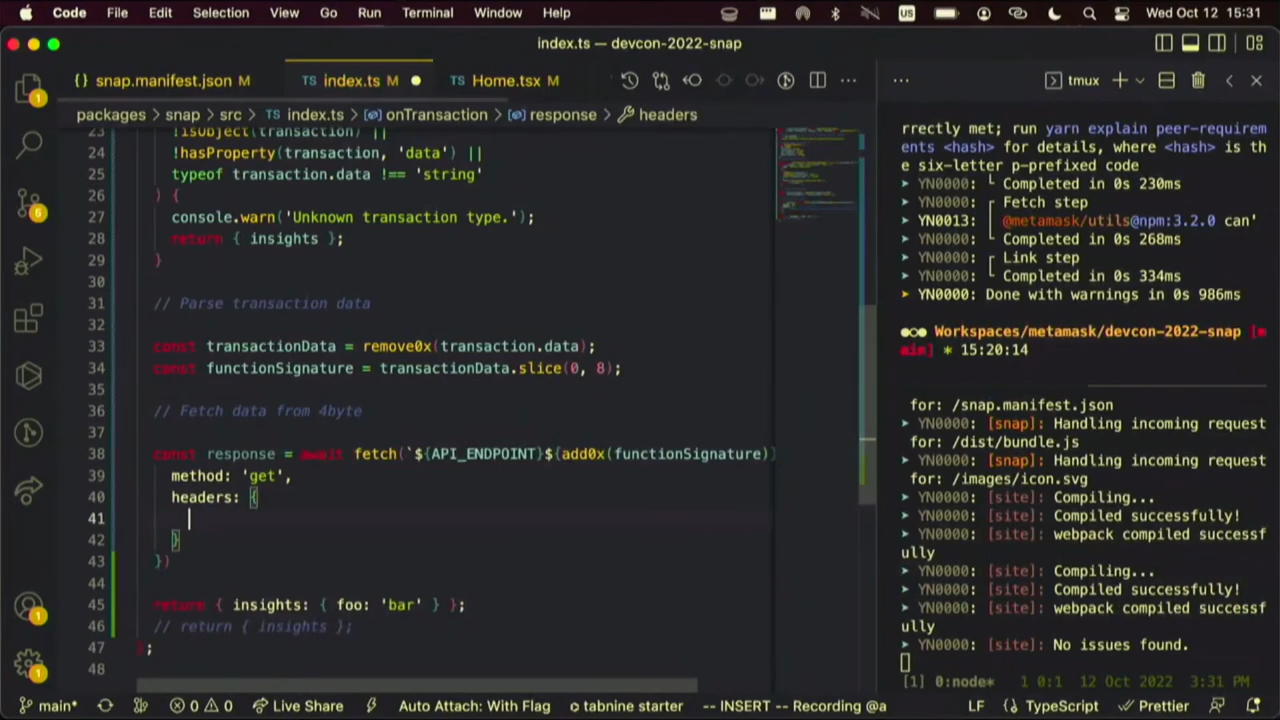 Code File Edit Selection View Go Run Terminal Window Help US Wed Oct 12 15:31
index.ts — devcon-2022-snap
{} snap.manifest.json M TS index.ts M ● TS Home.tsx M ··· ··· tmux
packages > snap > src > TS index.ts > onTransaction > response > headers
23 !isObject(transaction) ||
24 !hasProperty(transaction, 'data') ||
25 typeof transaction.data !== 'string'
26 ) {
27 console.warn('Unknown transaction type.');
28 return { insights };
29 }
30
31 // Parse transaction data
32
33 const transactionData = remove0x(transaction.data);
34 const functionSignature = transactionData.slice(0, 8);
35
36 // Fetch data from 4byte
37
38 const response = await fetch(`${API_ENDPOINT}${add0x(functionSignature)}
39 method: 'get',
40 headers: {
41
42 }
43 })
44
45 return { insights: { foo: 'bar' } };
46 // return { insights };
47 };
48
rrectly met; run yarn explain peer-requirem
ents <hash> for details, where <hash> is th
e six-letter p-prefixed code
➤ YN0000: └ Completed in 0s 230ms
➤ YN0000: ┌ Fetch step
➤ YN0013: │ @metamask/utils@npm:3.2.0 can'
➤ YN0000: └ Completed in 0s 268ms
➤ YN0000: ┌ Link step
➤ YN0000: └ Completed in 0s 334ms
➤ YN0000: Done with warnings in 0s 986ms
●●● Workspaces/metamask/devcon-2022-snap [m
ain] * 15:20:14
for: /snap.manifest.json
➤ YN0000: [snap]: Handling incoming request
for: /dist/bundle.js
➤ YN0000: [snap]: Handling incoming request
for: /images/icon.svg
➤ YN0000: [site]: Compiling...
➤ YN0000: [site]: Compiled successfully!
➤ YN0000: [site]: webpack compiled successf
ully
➤ YN0000: [site]: Compiling...
➤ YN0000: [site]: Compiled successfully!
➤ YN0000: [site]: webpack compiled successf
ully
➤ YN0000: [site]: No issues found.
[1] 0:node* 1 0:1 12 Oct 2022 3:31 PM
1
6
1
1
main* 0 0 Live Share Auto Attach: With Flag tabnine starter -- INSERT -- Recording @a LF {} TypeScript Prettier